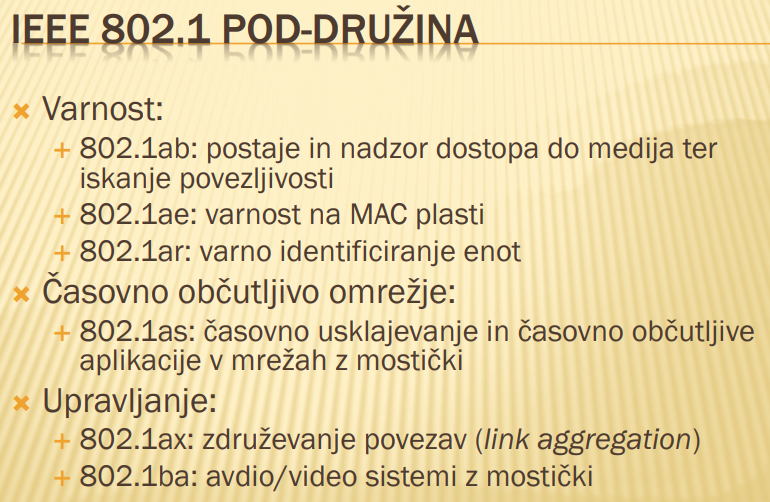 IEEE 802.1 POD-DRUŽINA
Varnost:
802.1ab: postaje in nadzor dostopa do medija ter
iskanje povezljivosti
802.1ae: varnost na MAC plasti
802.1ar: varno identificiranje enot
Časovno občutljivo omrežje:
802.1as: časovno usklajevanje in časovno občutljive
aplikacije v mrežah z mostički
Upravljanje:
802.1ax: združevanje povezav (link aggregation)
802.1ba: avdio/video sistemi z mostički